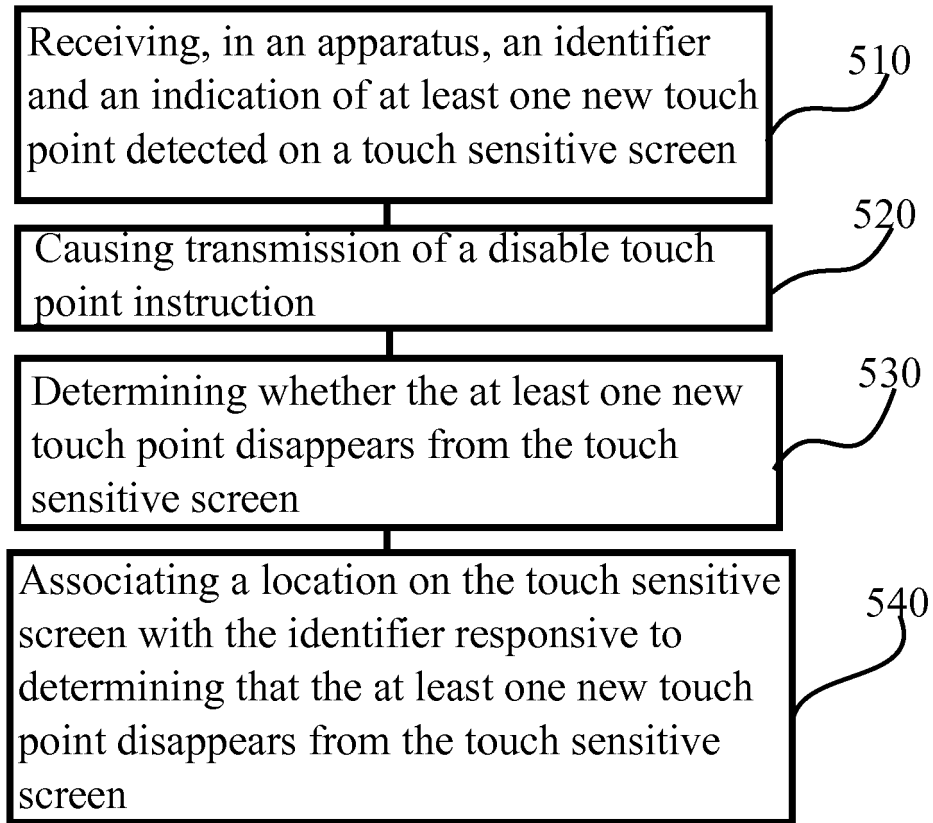 Receiving, in an apparatus, an identifier
and an indication of at least one new touch
point detected on a touch sensitive screen
510
Causing transmission of a disable touch
point instruction
520
Determining whether the at least one new
touch point disappears from the touch
sensitive screen
530
Associating a location on the touch sensitive
screen with the identifier responsive to
determining that the at least one new touch
point disappears from the touch sensitive
screen
540